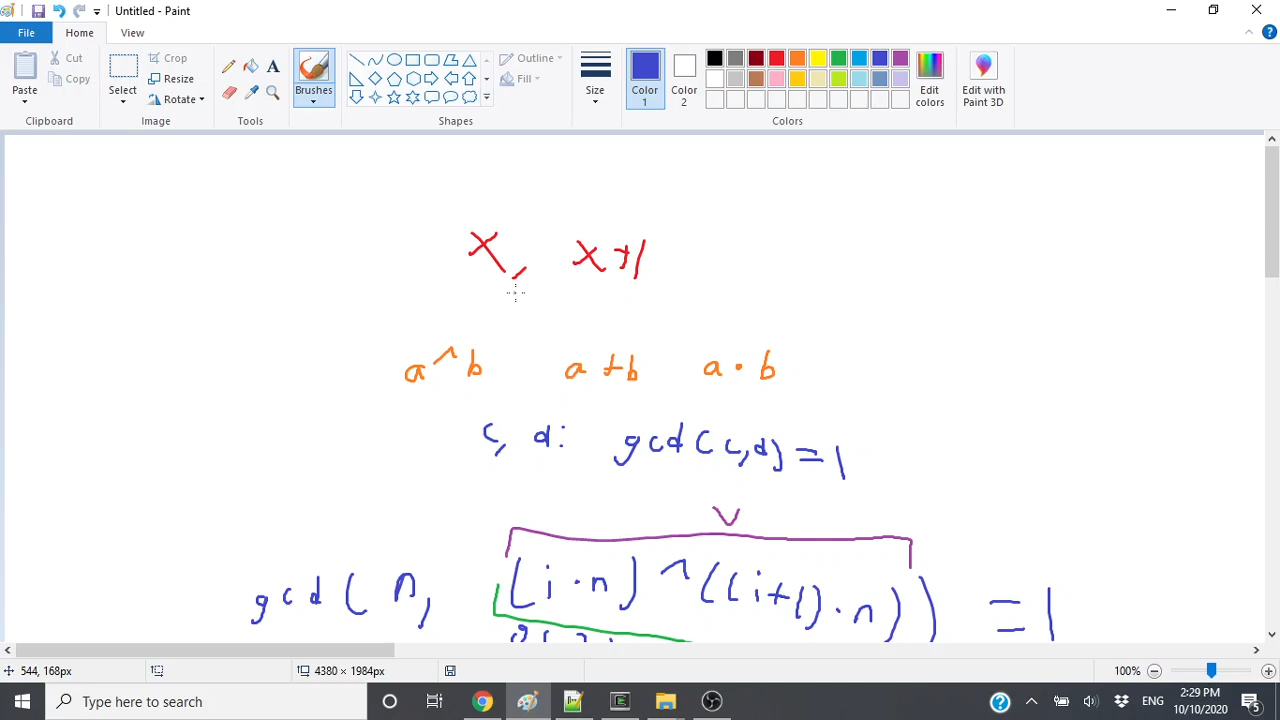 Untitled - Paint
File Home View
Paste Cut Copy Clipboard
Select Crop Resize Rotate Image
Tools
Brushes
Shapes Outline Fill
Size
Color 1 Color 2 Edit colors Edit with Paint 3D Colors
x, x+1
a^b a+b a·b
c, d: gcd(c,d)=1
v
gcd(n, (i·n)^((i+1)·n)) = 1
544, 168px 4380 × 1984px 100%
Type here to search ENG 2:29 PM 10/10/2020 5